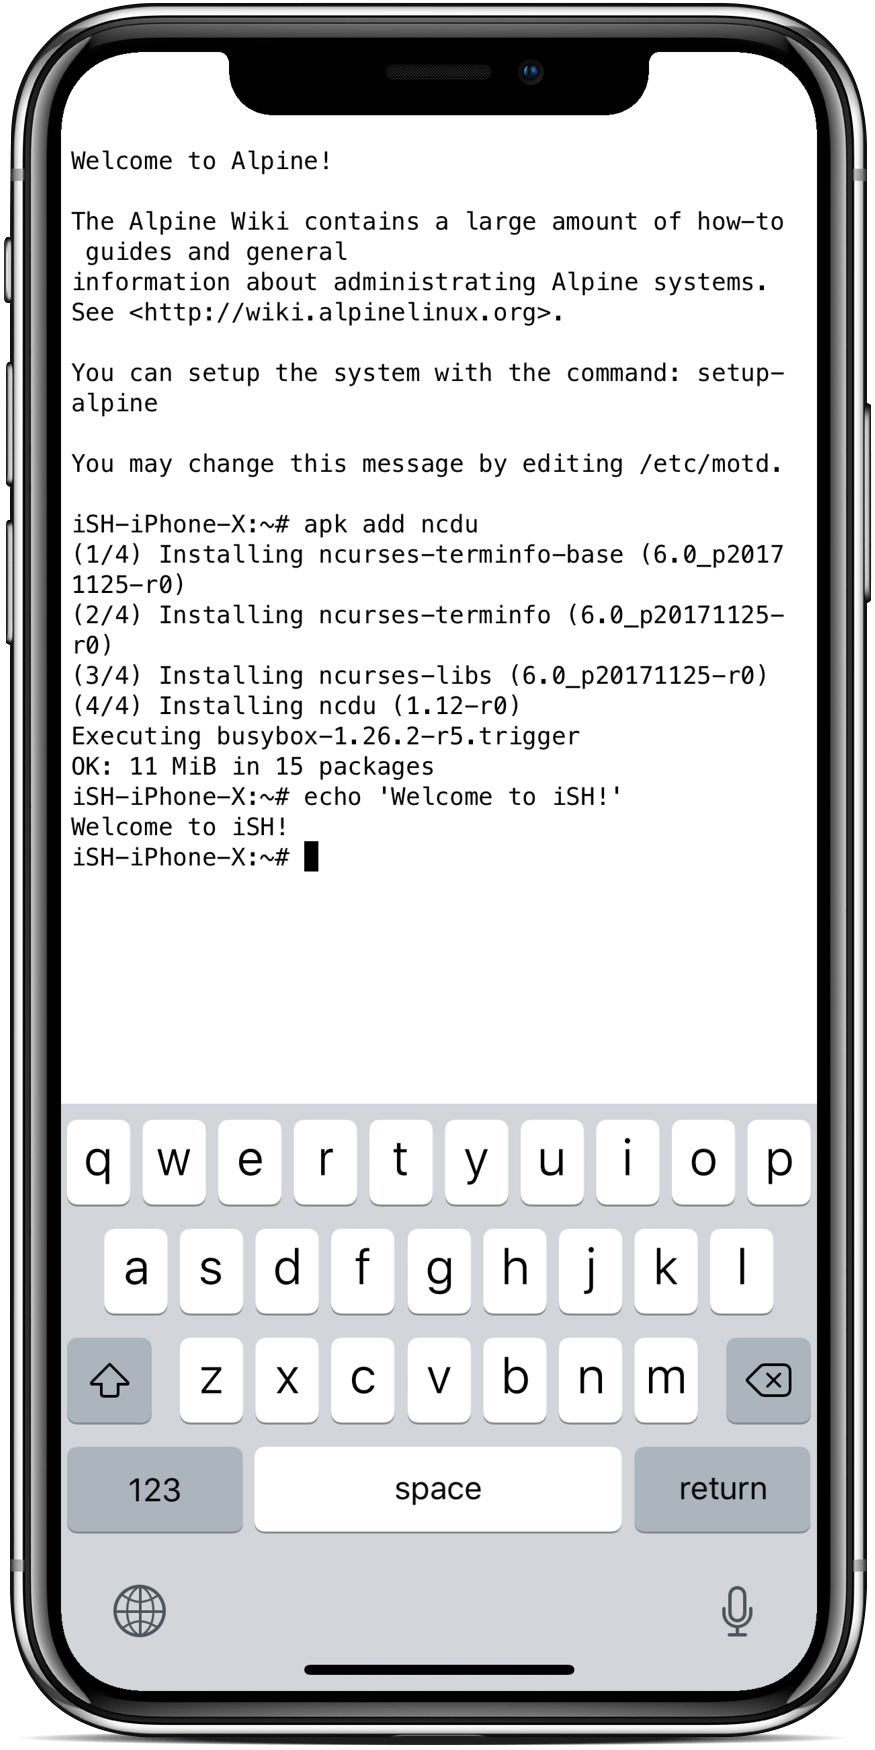 Welcome to Alpine!
The Alpine Wiki contains a large amount of how-to
guides and general
information about administrating Alpine systems.
See <http://wiki.alpinelinux.org>.
You can setup the system with the command: setup-
alpine
You may change this message by editing /etc/motd.
iSH-iPhone-X:~# apk add ncdu
(1/4) Installing ncurses-terminfo-base (6.0_p2017
1125-r0)
(2/4) Installing ncurses-terminfo (6.0_p20171125-
r0)
(3/4) Installing ncurses-libs (6.0_p20171125-r0)
(4/4) Installing ncdu (1.12-r0)
Executing busybox-1.26.2-r5.trigger
OK: 11 MiB in 15 packages
iSH-iPhone-X:~# echo 'Welcome to iSH!'
Welcome to iSH!
iSH-iPhone-X:~#
q w e r t y u i o p
a s d f g h j k l
z x c v b n m
123 space return